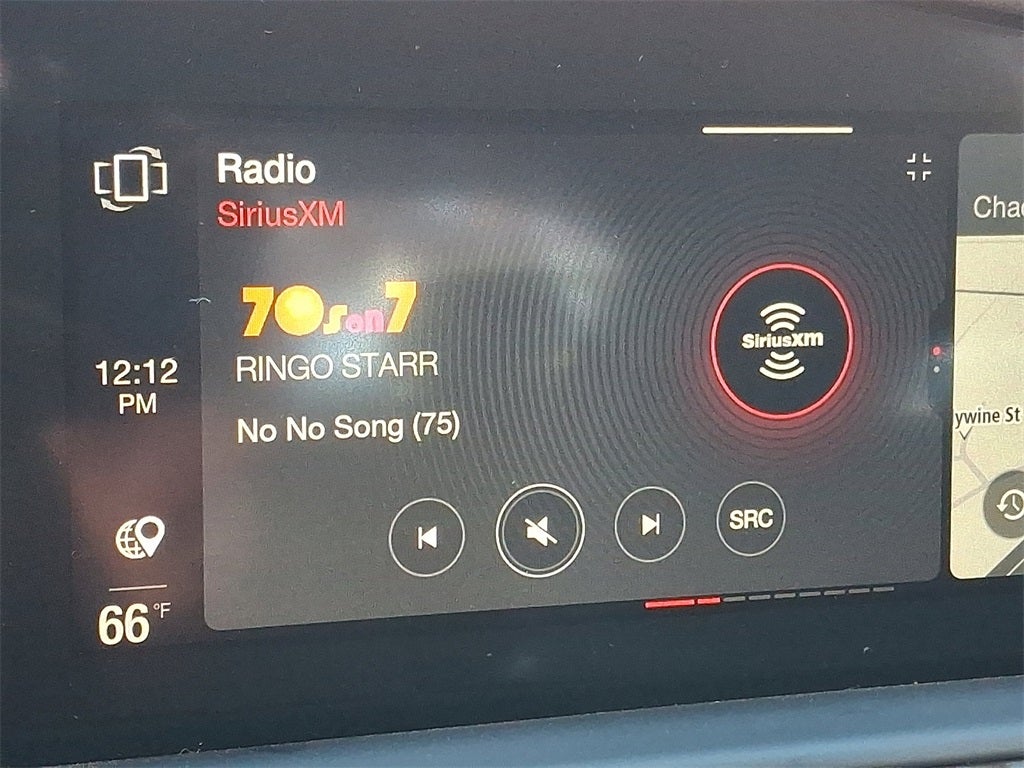 Radio
SiriusXM
70s on 7
RINGO STARR
No No Song (75)
SiriusXM
SRC
12:12
PM
66 °F
Chad
ywine St